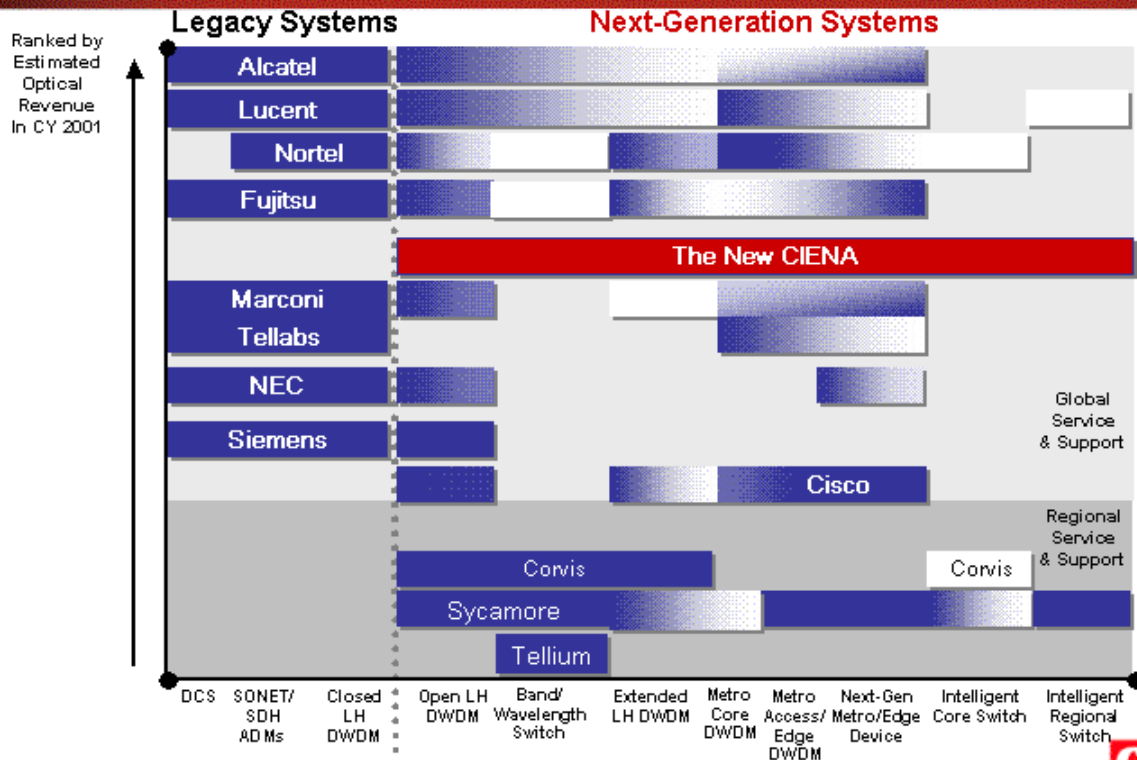 Legacy Systems
Next-Generation Systems
Ranked by
Estimated
Optical
Revenue
In CY 2001
Alcatel
Lucent
Nortel
Fujitsu
The New CIENA
Marconi
Tellabs
NEC
Siemens
Cisco
Global
Service
& Support
Regional
Service
& Support
Corvis
Corvis
Sycamore
Tellium
DCS
SONET/
SDH
ADMs
Closed
LH
DWDM
Open LH
DWDM
Band/
Wavelength
Switch
Extended
LH DWDM
Metro
Core
DWDM
Metro
Access/
Edge
DWDM
Next-Gen
Metro/Edge
Device
Intelligent
Core Switch
Intelligent
Regional
Switch